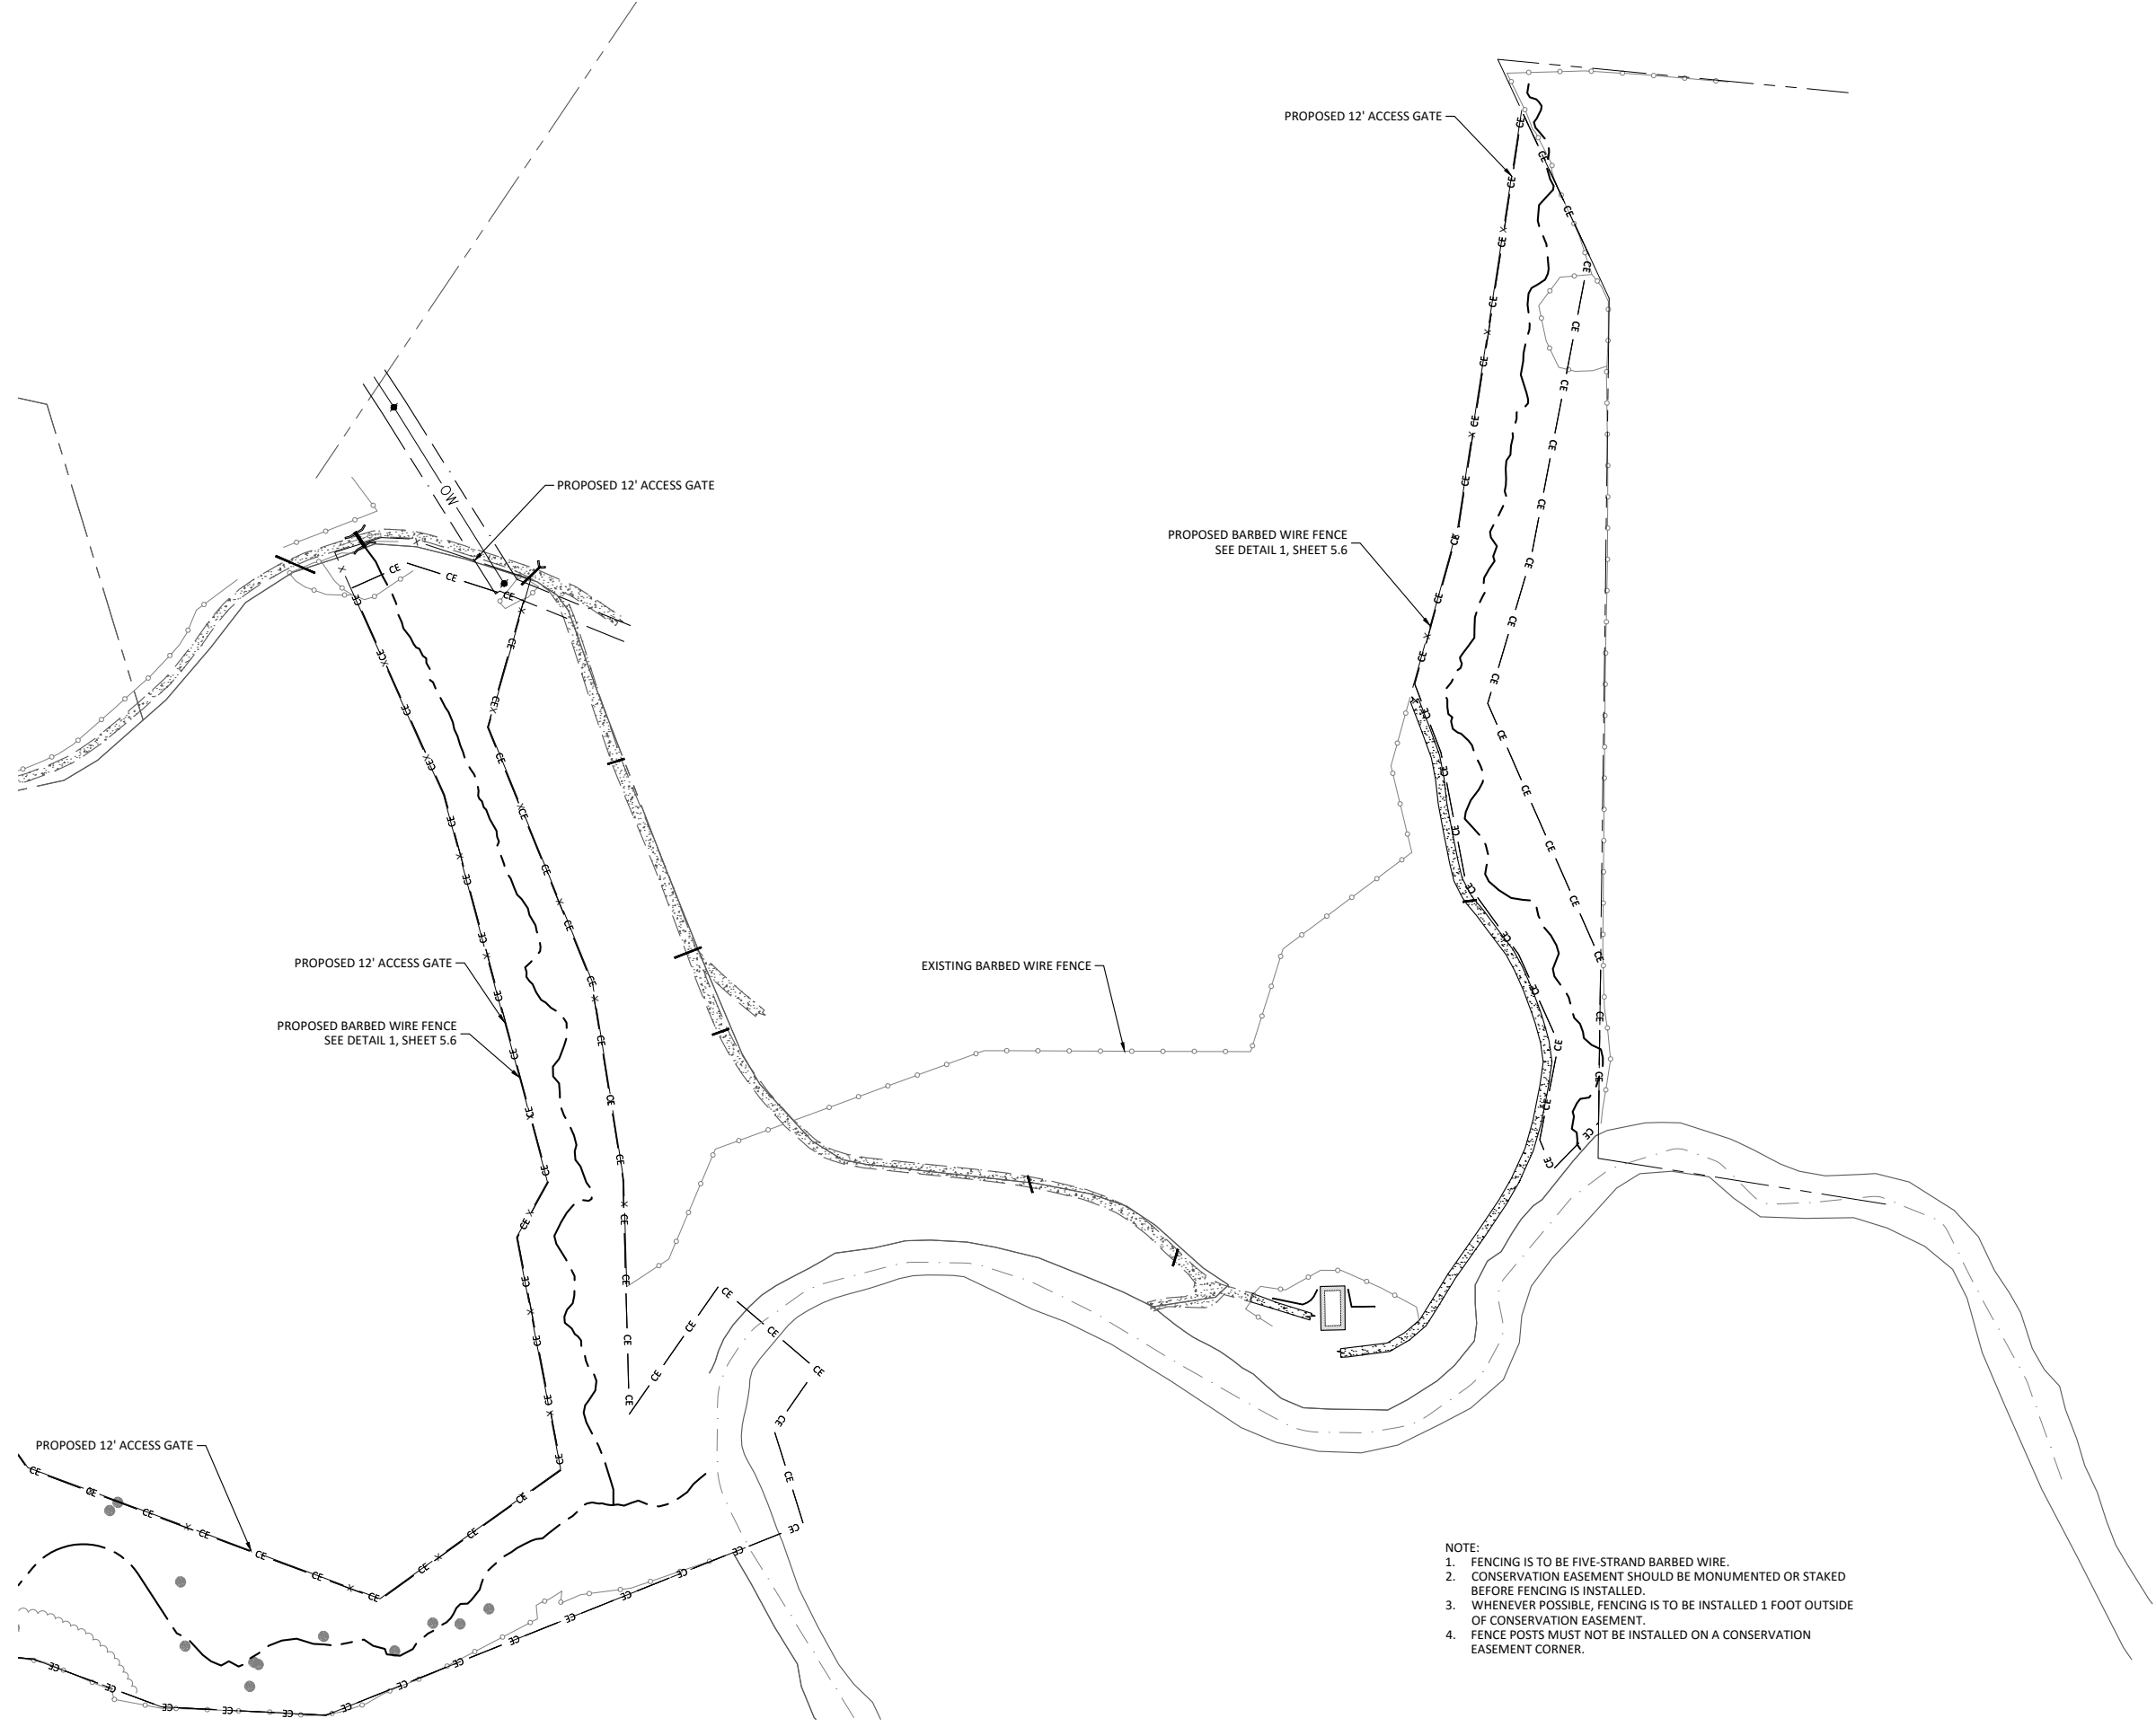 PROPOSED 12' ACCESS GATE
PROPOSED 12' ACCESS GATE
PROPOSED BARBED WIRE FENCE
SEE DETAIL 1, SHEET 5.6
OW
PROPOSED 12' ACCESS GATE
EXISTING BARBED WIRE FENCE
PROPOSED BARBED WIRE FENCE
SEE DETAIL 1, SHEET 5.6
PROPOSED 12' ACCESS GATE
CE
NOTE:
1. FENCING IS TO BE FIVE-STRAND BARBED WIRE.
2. CONSERVATION EASEMENT SHOULD BE MONUMENTED OR STAKED
BEFORE FENCING IS INSTALLED.
3. WHENEVER POSSIBLE, FENCING IS TO BE INSTALLED 1 FOOT OUTSIDE
OF CONSERVATION EASEMENT.
4. FENCE POSTS MUST NOT BE INSTALLED ON A CONSERVATION
EASEMENT CORNER.